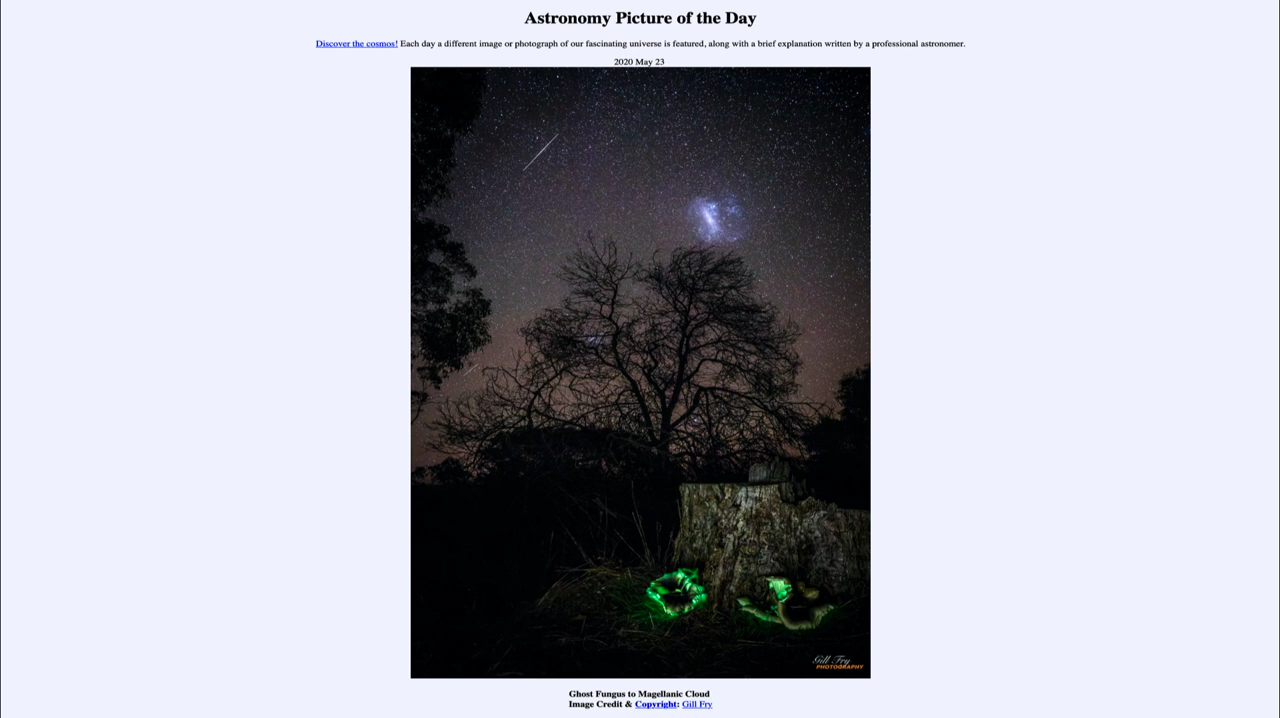 Astronomy Picture of the Day
Discover the cosmos! Each day a different image or photograph of our fascinating universe is featured, along with a brief explanation written by a professional astronomer.
2020 May 23
Gill Fry
PHOTOGRAPHY
Ghost Fungus to Magellanic Cloud
Image Credit & Copyright: Gill Fry